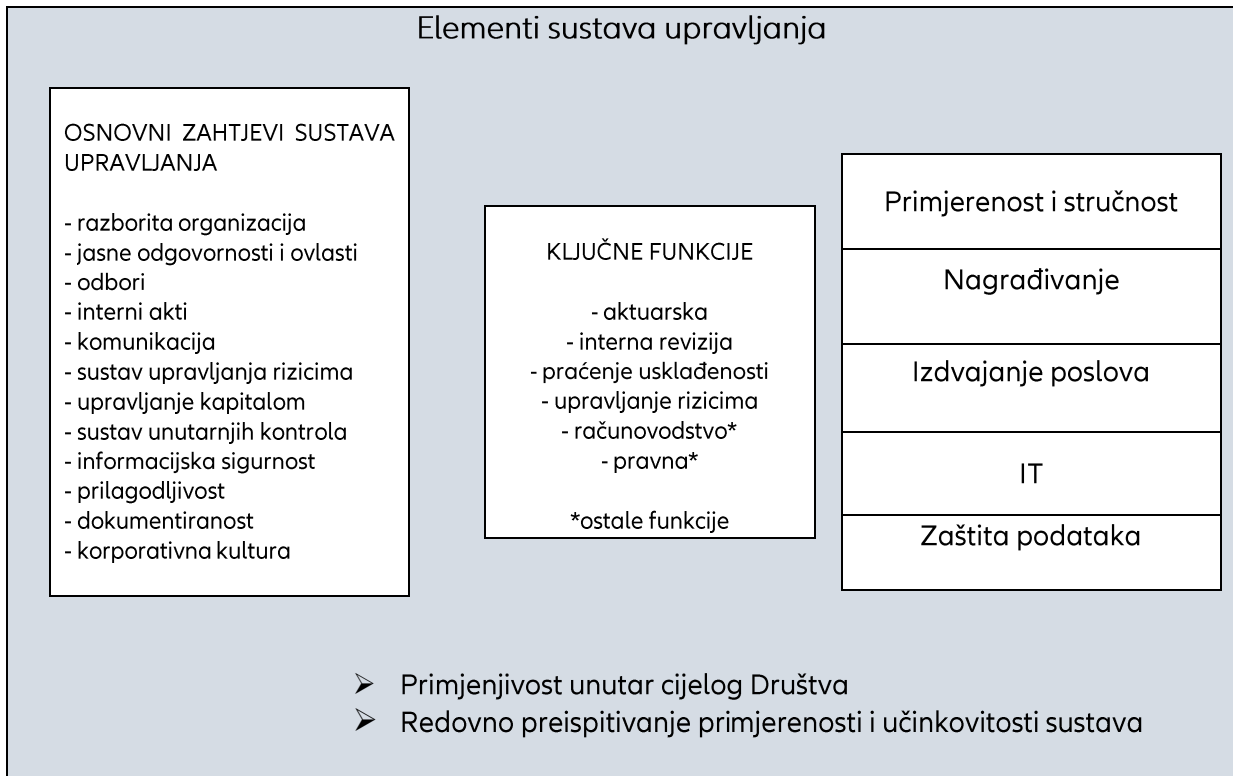 Elementi sustava upravljanja
OSNOVNI ZAHTJEVI SUSTAVA
UPRAVLJANJA
- razborita organizacija
- jasne odgovornosti i ovlasti
- odbori
- interni akti
- komunikacija
- sustav upravljanja rizicima
- upravljanje kapitalom
- sustav unutarnjih kontrola
- informacijska sigurnost
- prilagodljivost
- dokumentiranost
- korporativna kultura
KLJUČNE FUNKCIJE
- aktuarska
- interna revizija
- praćenje usklađenosti
- upravljanje rizicima
- računovodstvo*
- pravna*
*ostale funkcije
Primjerenost i stručnost
Nagrađivanje
Izdvajanje poslova
IT
Zaštita podataka
➢ Primjenjivost unutar cijelog Društva
➢ Redovno preispitivanje primjerenosti i učinkovitosti sustava